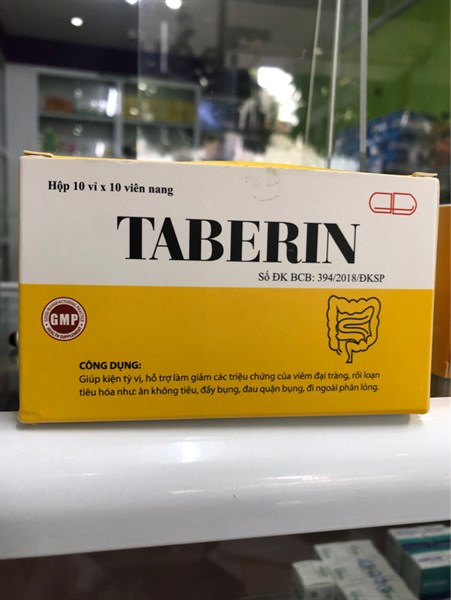 Hộp 10 vỉ x 10 viên nang
TABERIN
Số ĐK BCB: 394/2018/ĐKSP
GMP
CÔNG DỤNG:
Giúp kiện tỳ vị, hỗ trợ làm giảm các triệu chứng của viêm đại tràng, rối loạn
tiêu hóa như: ăn không tiêu, đầy bụng, đau quặn bụng, đi ngoài phân lỏng.